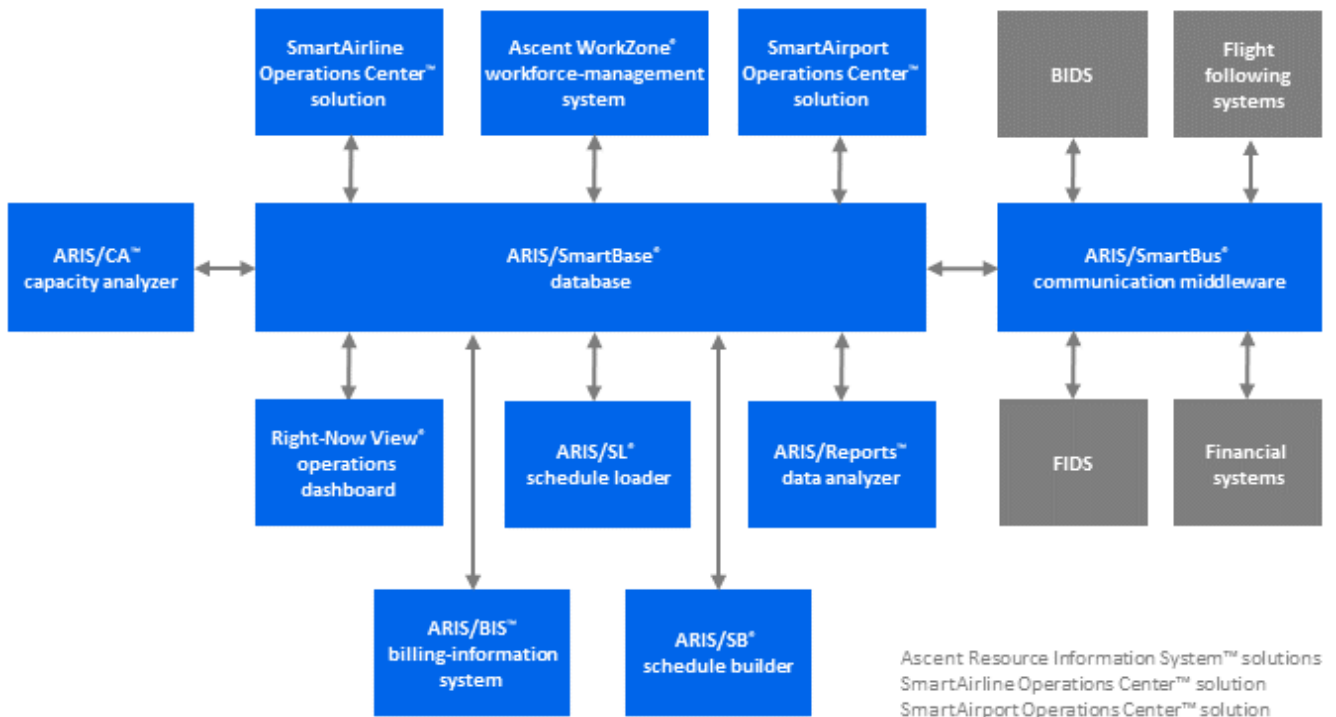 SmartAirline
Operations Center™
solution
Ascent WorkZone®
workforce-management
system
SmartAirport
Operations Center™
solution
BIDS
Flight
following
systems
ARIS/CA™
capacity analyzer
ARIS/SmartBase®
database
ARIS/SmartBus®
communication middleware
Right-Now View®
operations
dashboard
ARIS/SL®
schedule loader
ARIS/Reports™
data analyzer
FIDS
Financial
systems
ARIS/BIS™
billing-information
system
ARIS/SB®
schedule builder
Ascent Resource Information System™ solutions
SmartAirline Operations Center™ solution
SmartAirport Operations Center™ solution